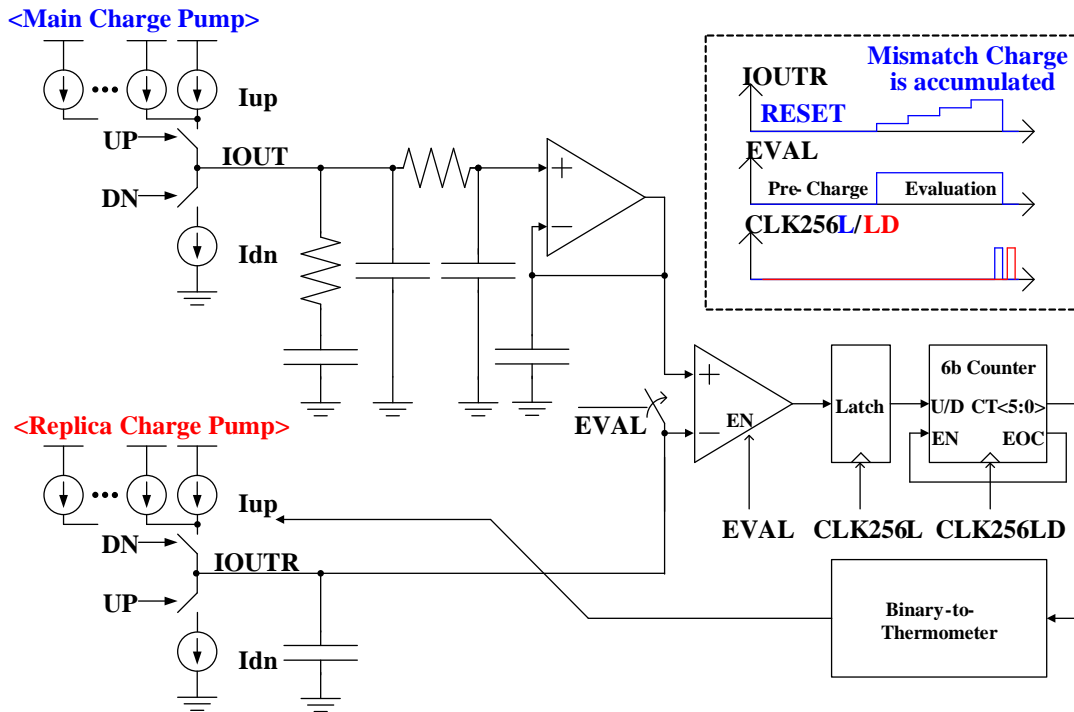 <Main Charge Pump>
Iup
UP
IOUT
DN
Idn
+
−
Mismatch Charge
is accumulated
IOUTR
RESET
EVAL
Pre- Charge
Evaluation
CLK256L/LD
<Replica Charge Pump>
Iup
DN
IOUTR
UP
Idn
EVAL
+
−
EN
EVAL
Latch
CLK256L
6b Counter
U/D CT<5:0>
EN EOC
CLK256LD
Binary-to-
Thermometer